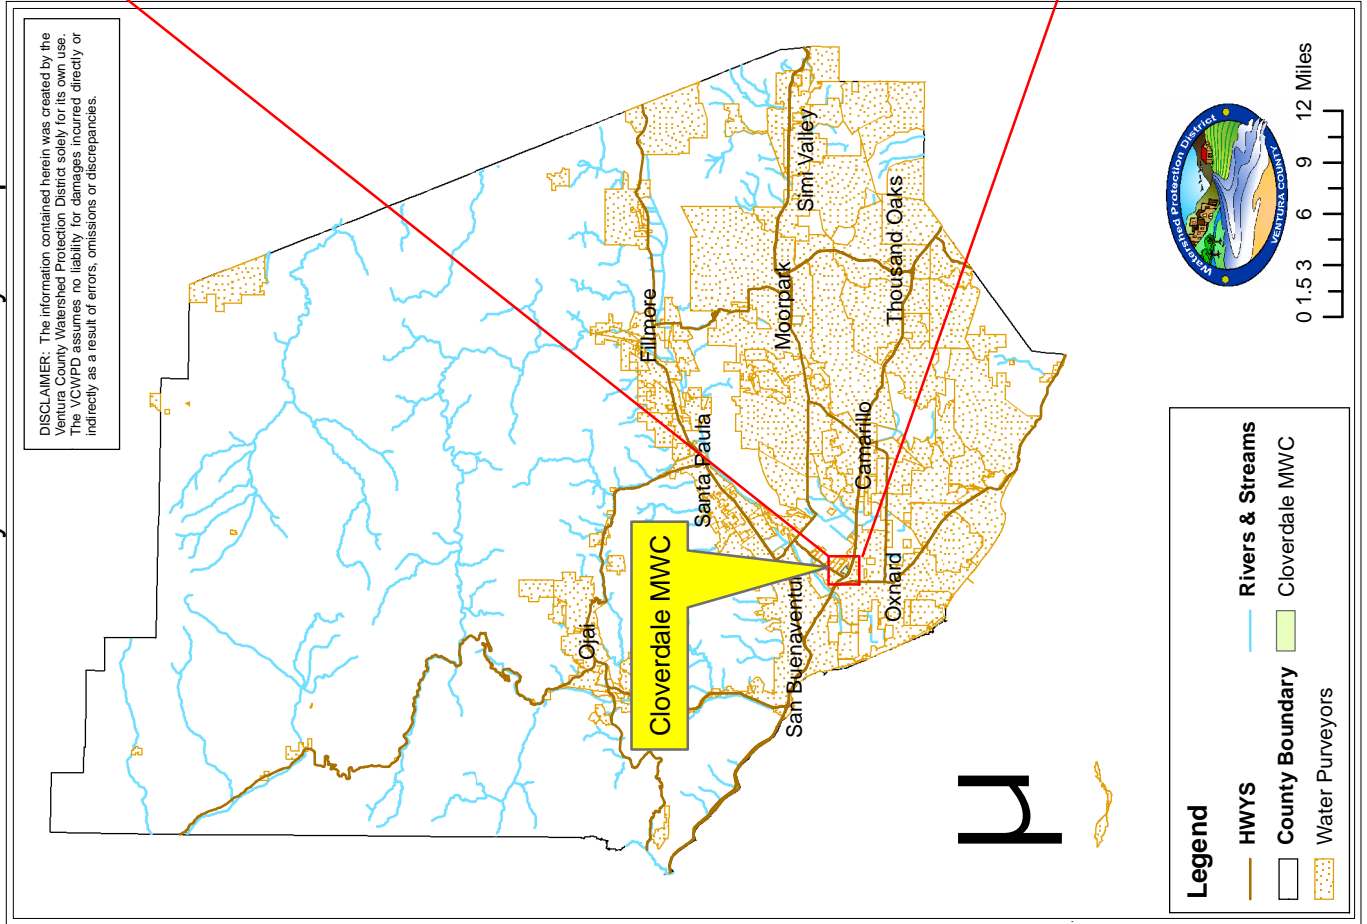 DISCLAIMER: The information contained herein was created by the
Ventura County Watershed Protection District solely for its own use.
The VCWPD assumes no liability for damages incurred directly or
indirectly as a result of errors, omissions or discrepancies.
Ojai
Fillmore
Santa Paula
Cloverdale MWC
San Buenaventur
Moorpark
Simi Valley
Camarillo
Thousand Oaks
Oxnard
µ
Legend
HWYS
Rivers & Streams
County Boundary
Cloverdale MWC
Water Purveyors
Watershed Protection District
VENTURA COUNTY
0 1.5 3 6 9 12 Miles